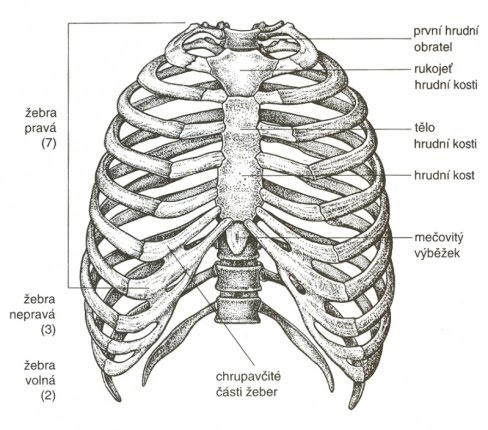 první hrudní
obratel
rukojeť
hrudní kosti
žebra
pravá
(7)
tělo
hrudní kosti
hrudní kost
mečovitý
výběžek
žebra
nepravá
(3)
žebra
volná
(2)
chrupavčité
části žeber